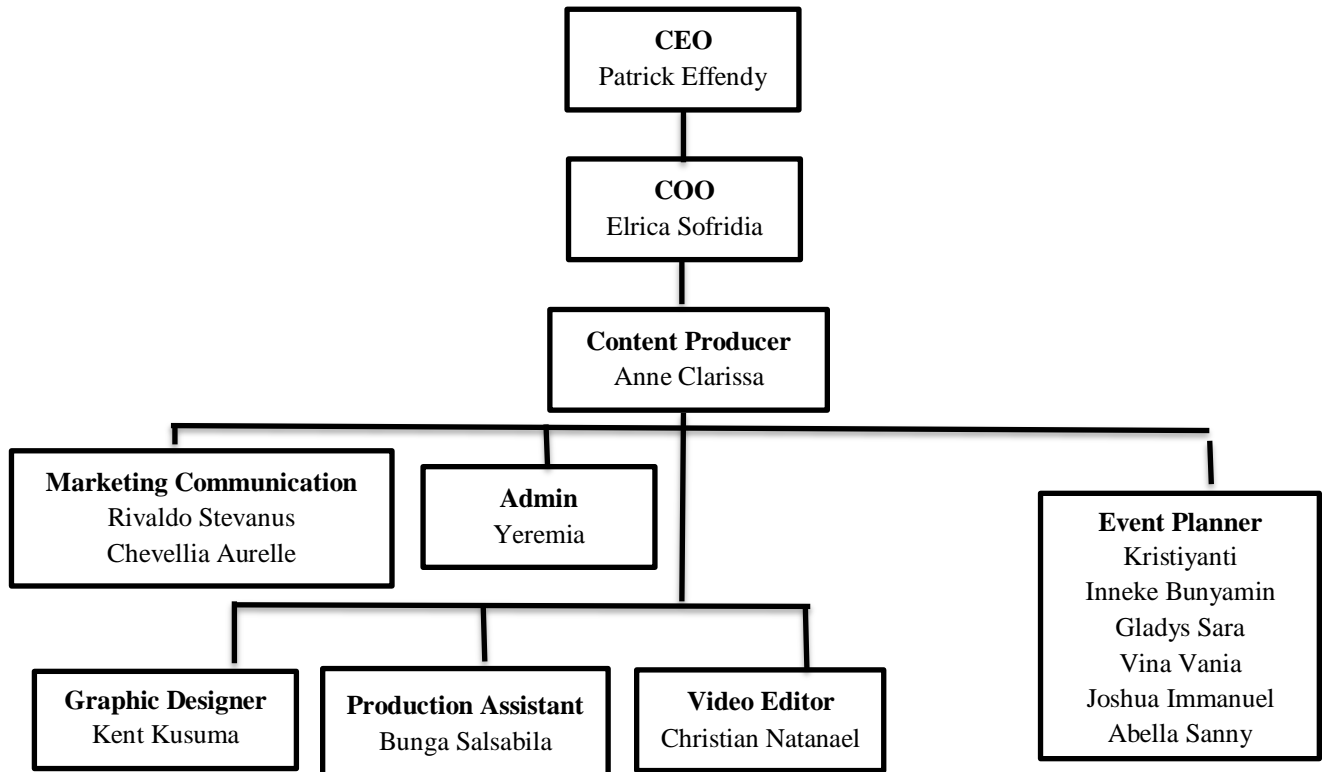 CEO
Patrick Effendy
COO
Elrica Sofridia
Content Producer
Anne Clarissa
Marketing Communication
Rivaldo Stevanus
Chevellia Aurelle
Admin
Yeremia
Event Planner
Kristiyanti
Inneke Bunyamin
Gladys Sara
Vina Vania
Joshua Immanuel
Abella Sanny
Graphic Designer
Kent Kusuma
Production Assistant
Bunga Salsabila
Video Editor
Christian Natanael